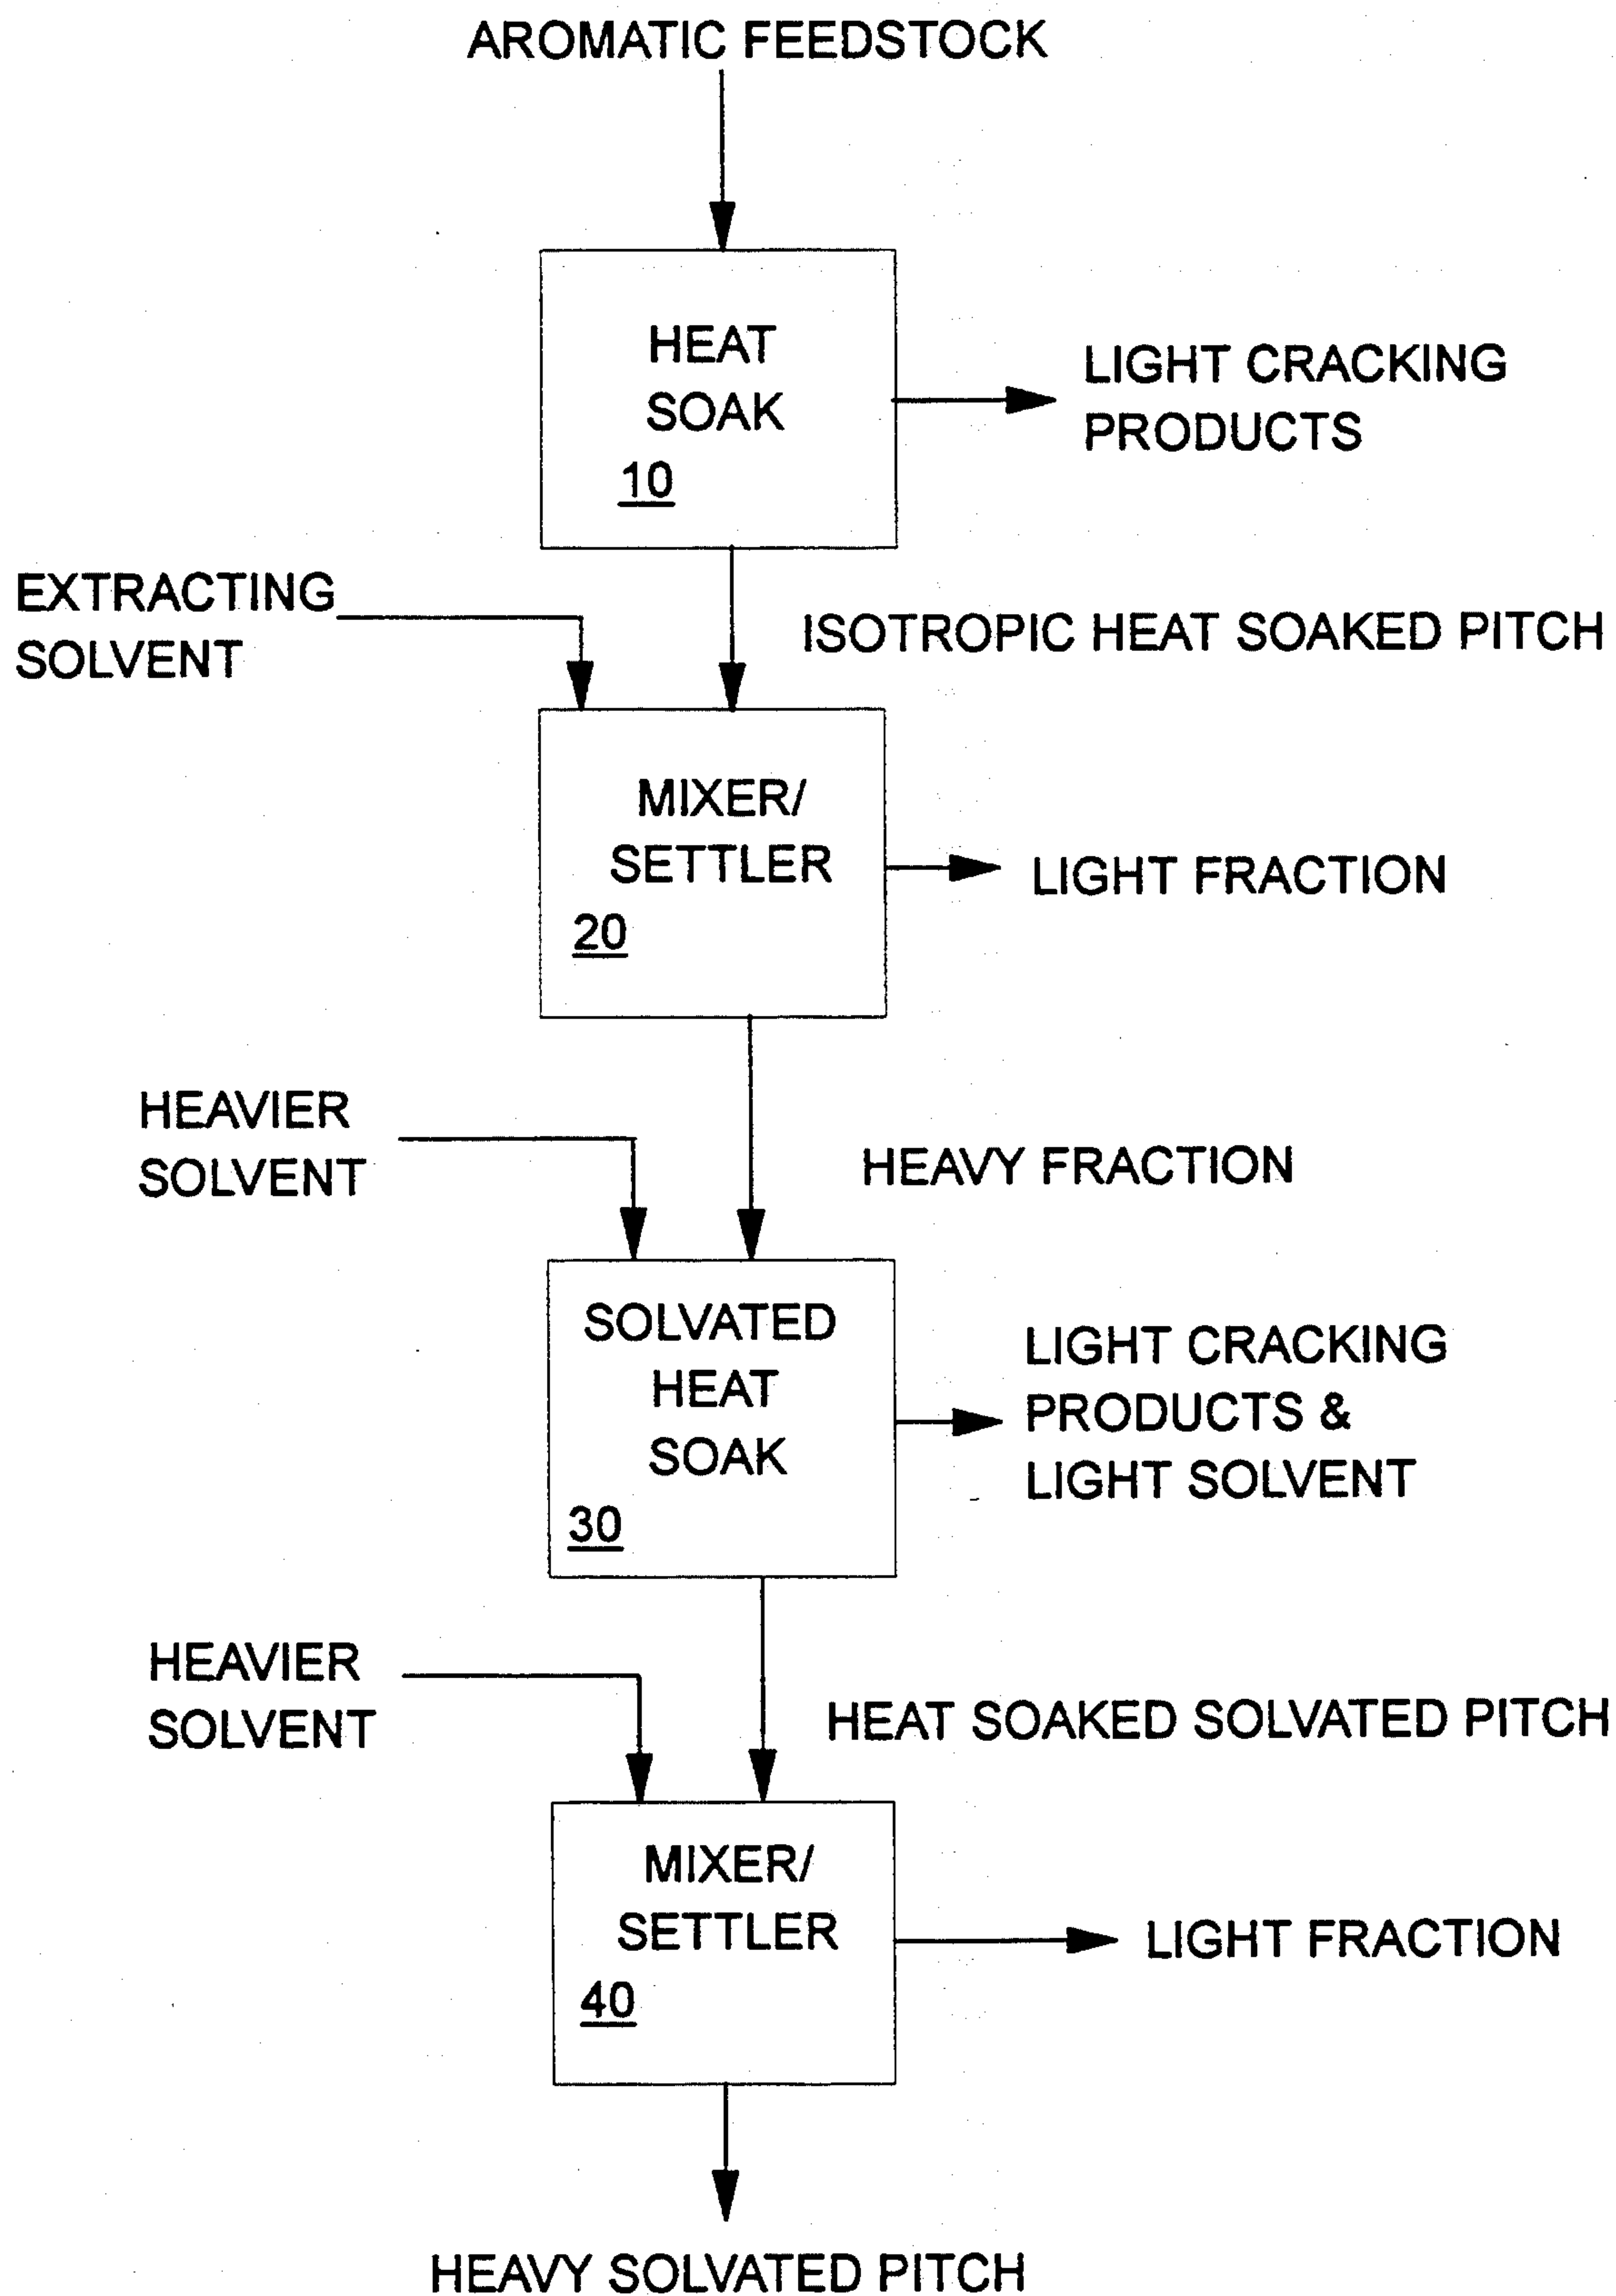 AROMATIC FEEDSTOCK
HEAT
SOAK
10
LIGHT CRACKING
PRODUCTS
EXTRACTING
SOLVENT
ISOTROPIC HEAT SOAKED PITCH
MIXER/
SETTLER
20
LIGHT FRACTION
HEAVIER
SOLVENT
HEAVY FRACTION
SOLVATED
HEAT
SOAK
30
LIGHT CRACKING
PRODUCTS &
LIGHT SOLVENT
HEAVIER
SOLVENT
HEAT SOAKED SOLVATED PITCH
MIXER/
SETTLER
40
LIGHT FRACTION
HEAVY SOLVATED PITCH